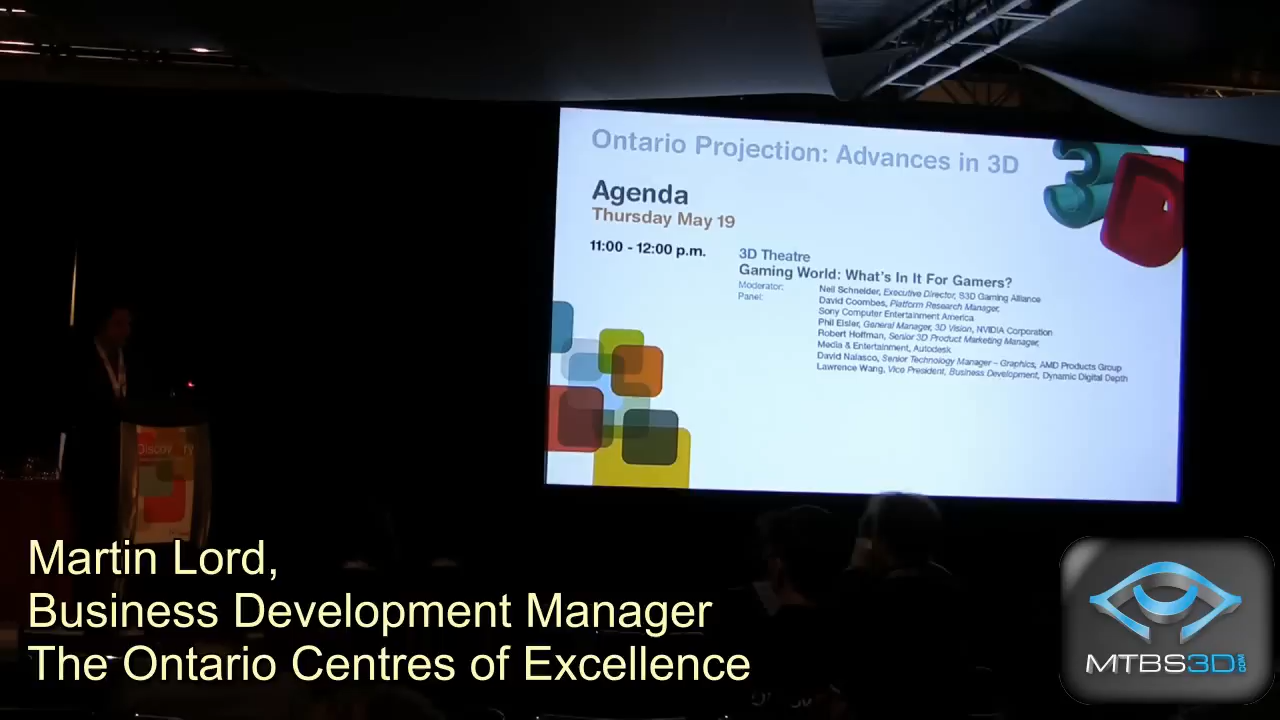 Ontario Projection: Advances in 3D
3D
Agenda
Thursday May 19
11:00 - 12:00 p.m.
3D Theatre
Gaming World: What's In It For Gamers?
Moderator: Neil Schneider, Executive Director, S3D Gaming Alliance
Panel: David Coombes, Platform Research Manager,
Sony Computer Entertainment America
Phil Eisler, General Manager, 3D Vision, NVIDIA Corporation
Robert Hoffman, Senior 3D Product Marketing Manager,
Media & Entertainment, Autodesk
David Nalasco, Senior Technology Manager – Graphics, AMD Products Group
Lawrence Wang, Vice President, Business Development, Dynamic Digital Depth
Martin Lord,
Business Development Manager
The Ontario Centres of Excellence
MTBS3D.COM